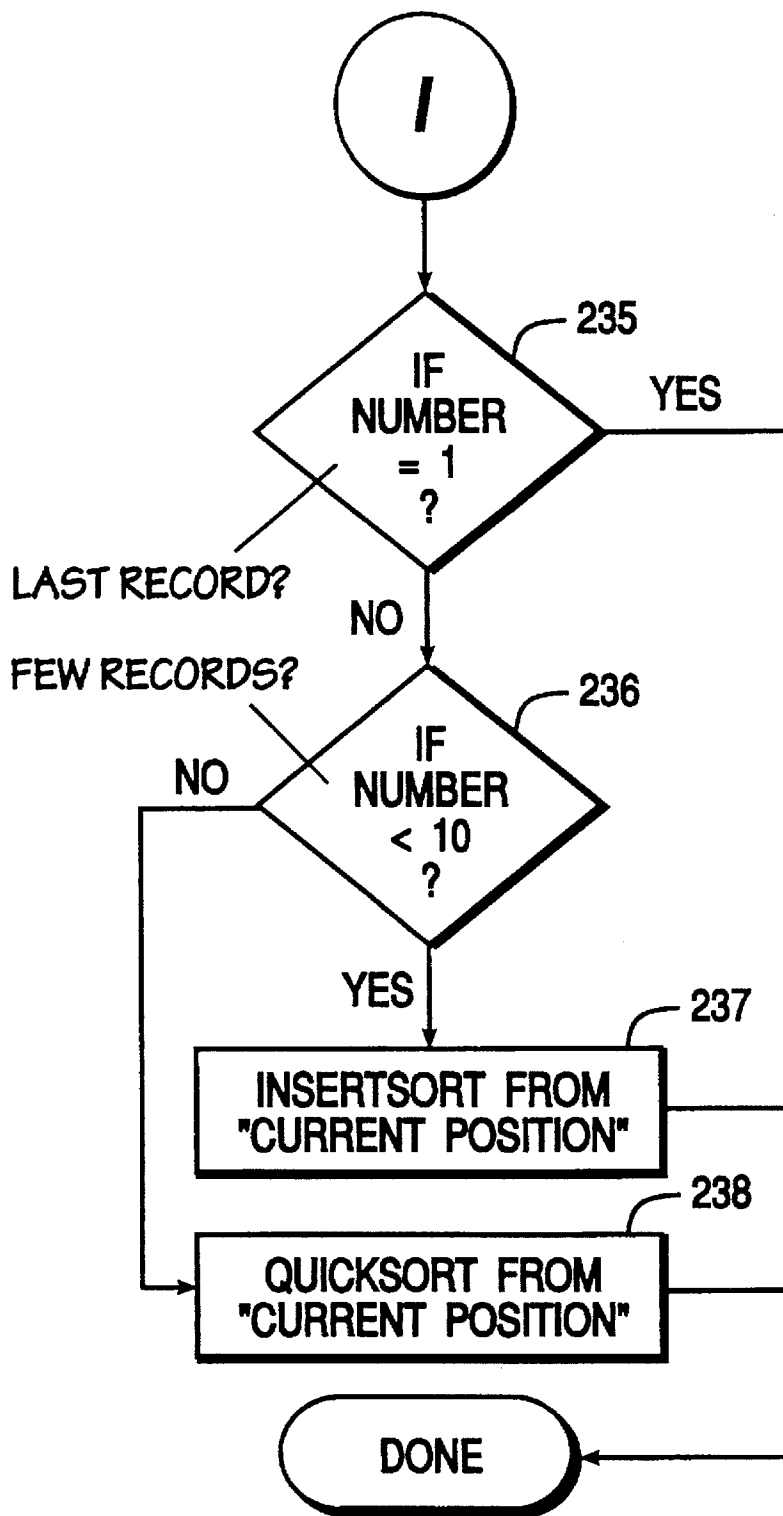 I
235
IF
NUMBER
= 1
?
YES
LAST RECORD?
NO
FEW RECORDS?
236
IF
NUMBER
< 10
?
NO
YES
237
INSERTSORT FROM
"CURRENT POSITION"
238
QUICKSORT FROM
"CURRENT POSITION"
DONE